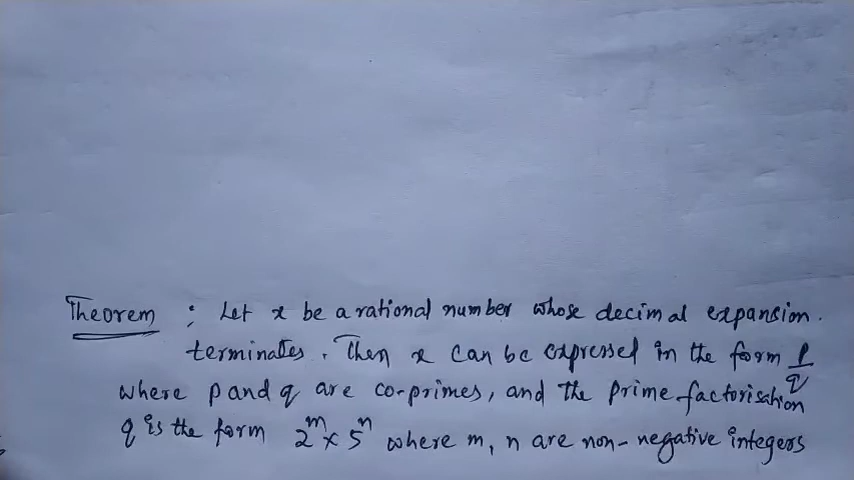 Theorem : Let x be a rational number whose decimal expansion.
terminates. Then x can be expressed in the form p/q
where p and q are co-primes, and the prime factorisation
q is the form 2^m × 5^n where m, n are non-negative integers